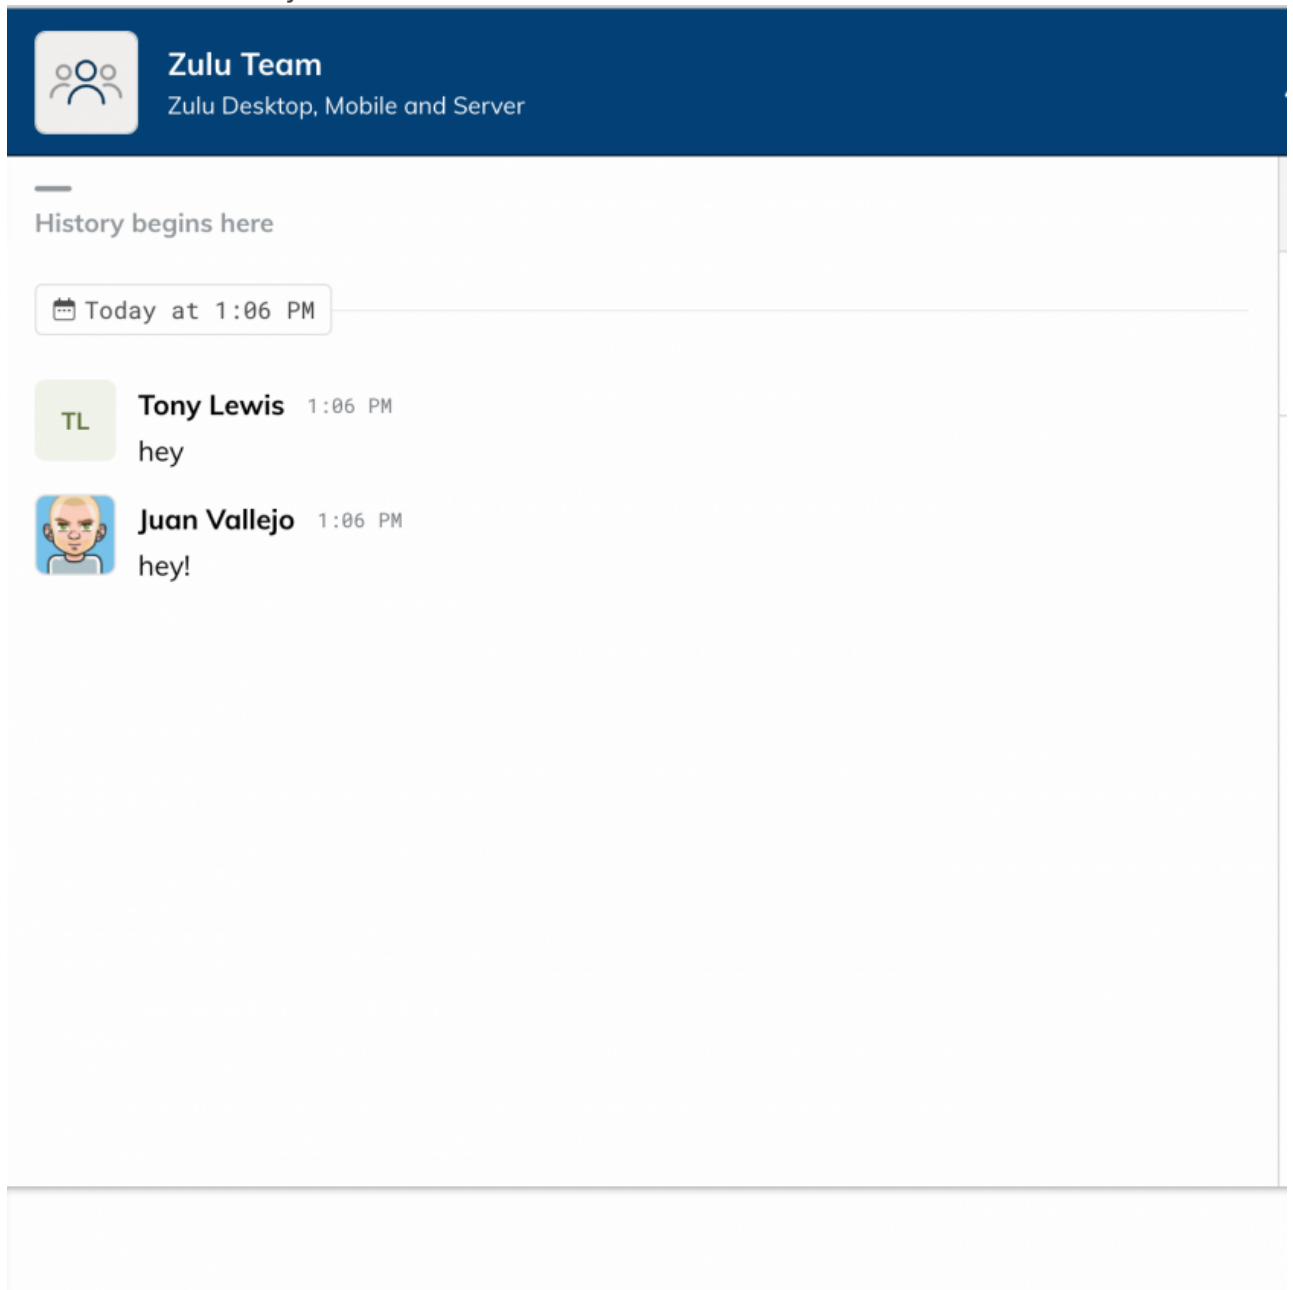 Zulu Team
Zulu Desktop, Mobile and Server
History begins here
Today at 1:06 PM
TL
Tony Lewis 1:06 PM
hey
Juan Vallejo 1:06 PM
hey!